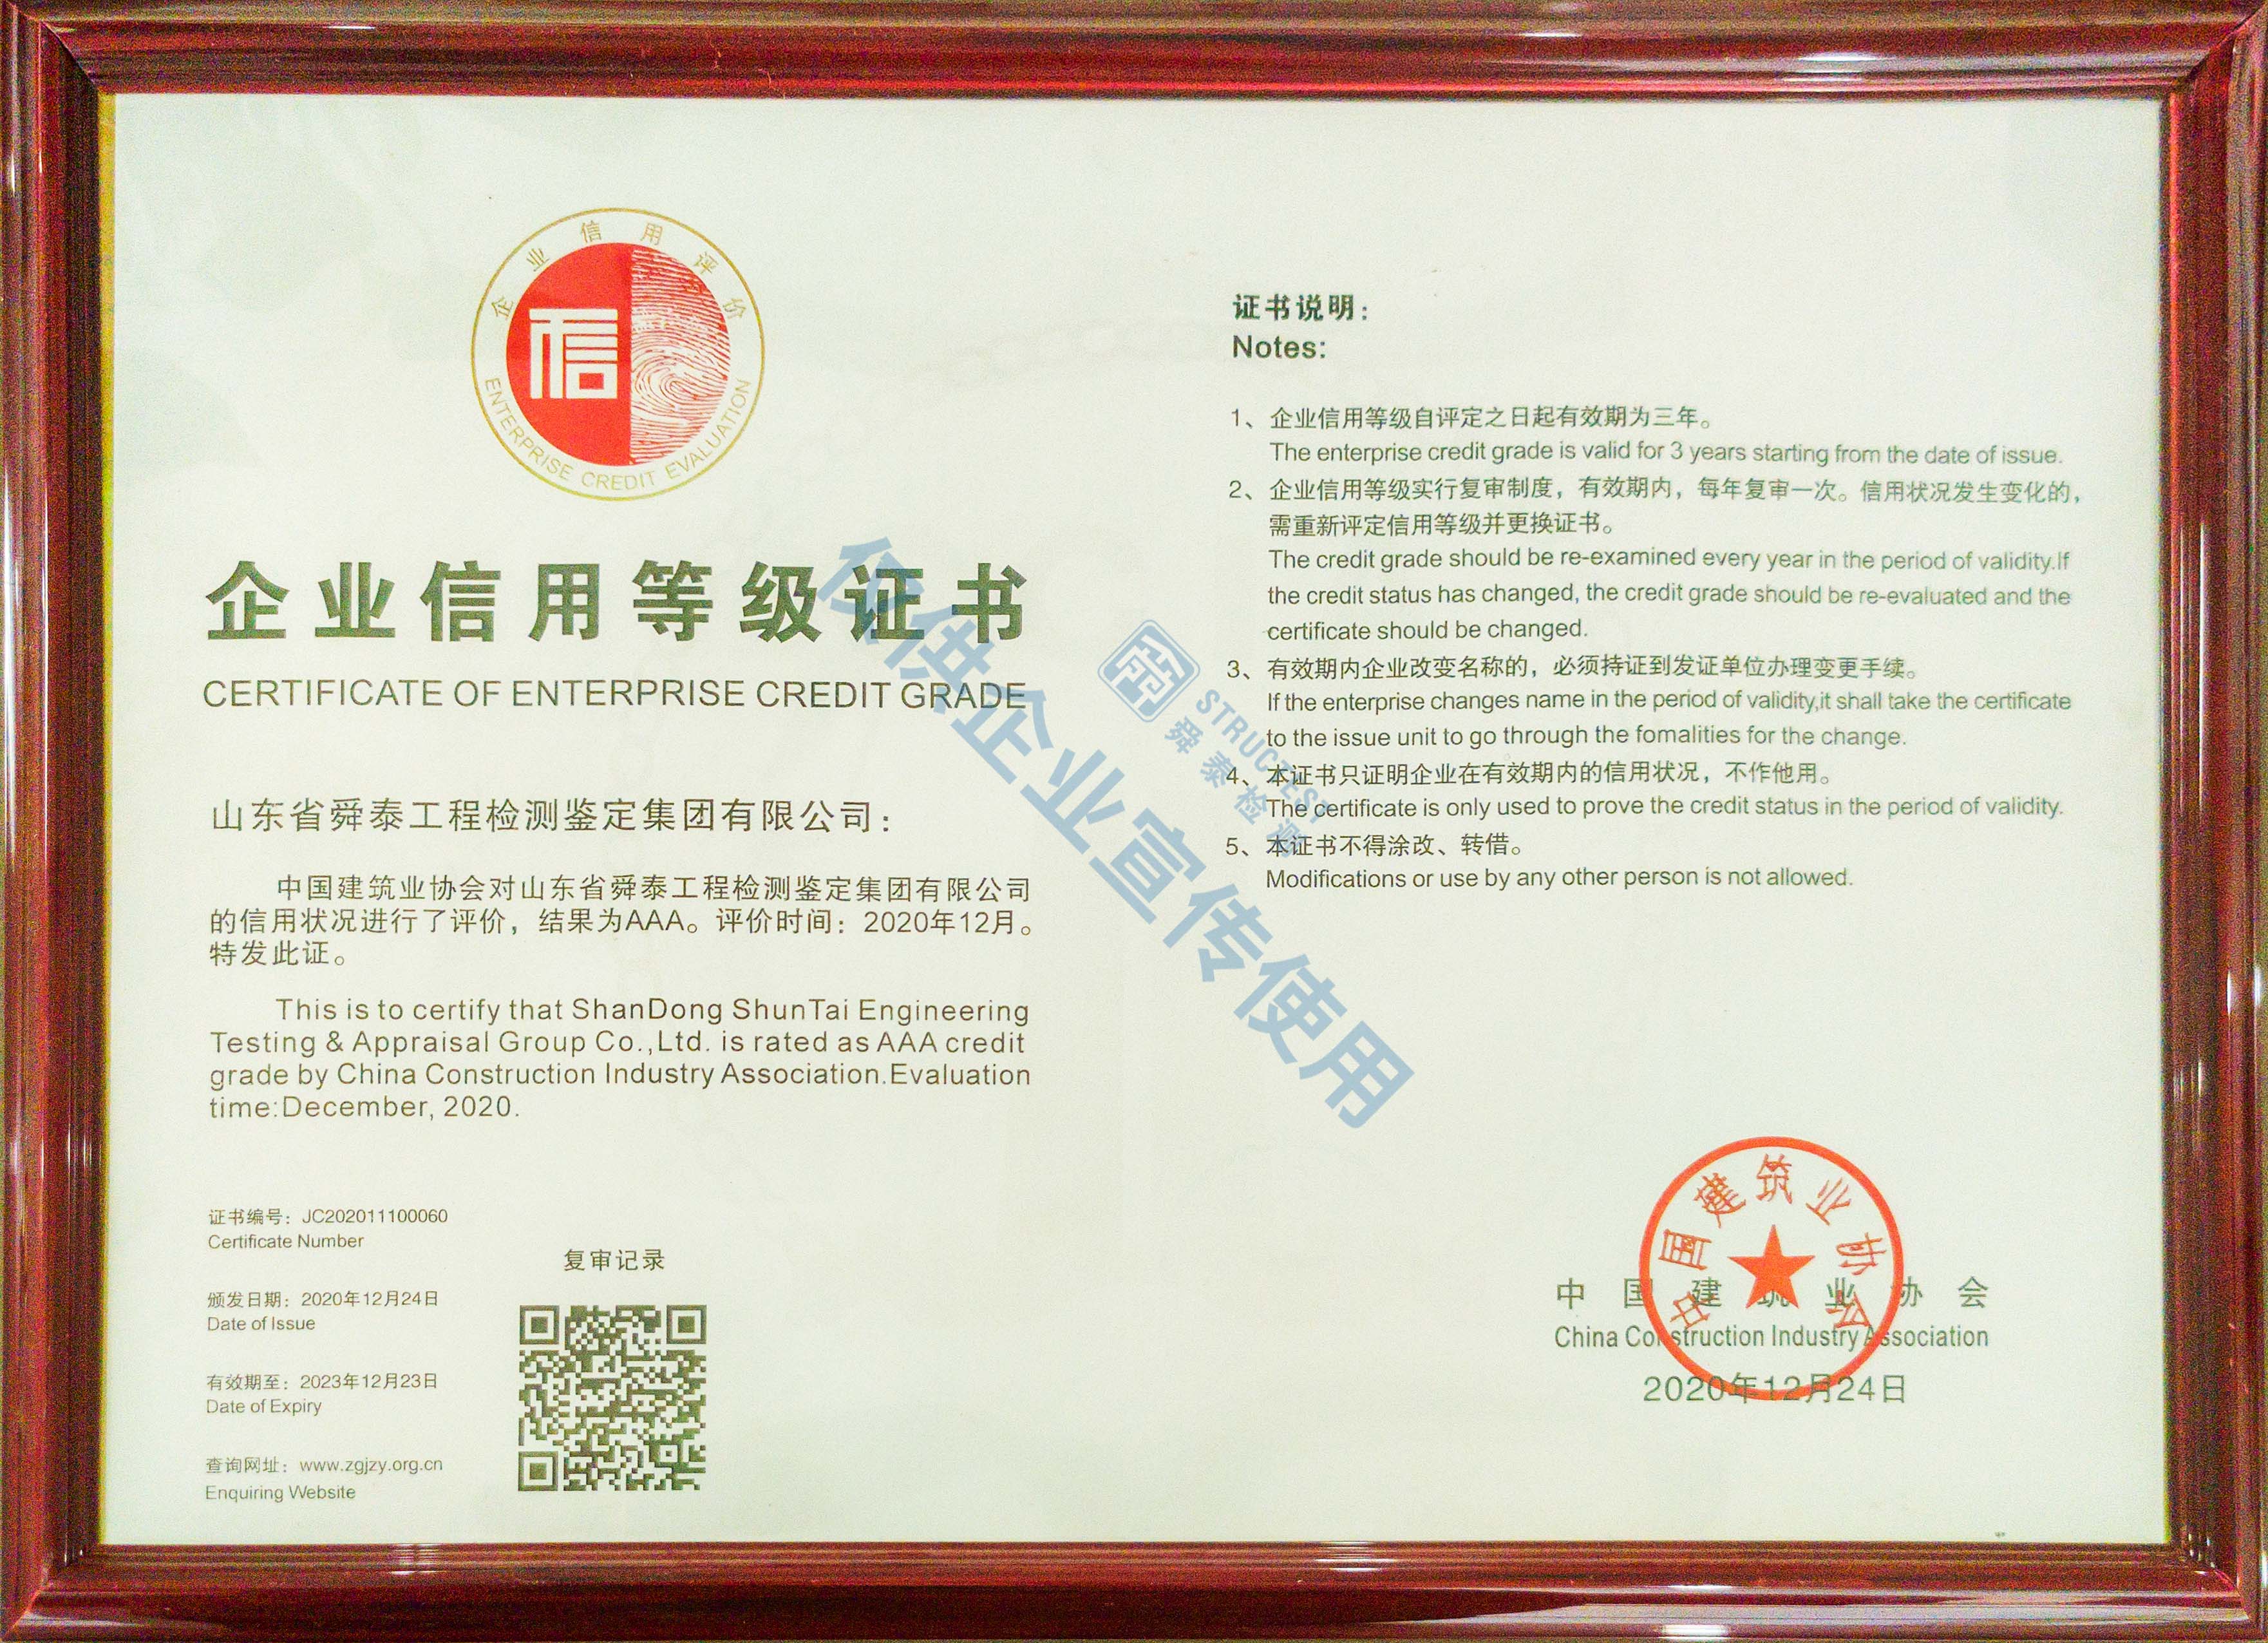 企业信用评价
信
ENTERPRISE CREDIT EVALUATION
企业信用等级证书
CERTIFICATE OF ENTERPRISE CREDIT GRADE
山东省舜泰工程检测鉴定集团有限公司：
中国建筑业协会对山东省舜泰工程检测鉴定集团有限公司
的信用状况进行了评价，结果为AAA。评价时间：2020年12月。
特发此证。
This is to certify that ShanDong ShunTai Engineering
Testing & Appraisal Group Co.,Ltd. is rated as AAA credit
grade by China Construction Industry Association.Evaluation
time:December, 2020.
证书编号：JC202011100060
Certificate Number
颁发日期：2020年12月24日
Date of Issue
有效期至：2023年12月23日
Date of Expiry
查询网址：www.zgjzy.org.cn
Enquiring Website
复审记录
证书说明：
Notes:
1、企业信用等级自评定之日起有效期为三年。
The enterprise credit grade is valid for 3 years starting from the date of issue.
2、企业信用等级实行复审制度，有效期内，每年复审一次。信用状况发生变化的，
需重新评定信用等级并更换证书。
The credit grade should be re-examined every year in the period of validity.If
the credit status has changed, the credit grade should be re-evaluated and the
certificate should be changed.
3、有效期内企业改变名称的，必须持证到发证单位办理变更手续。
If the enterprise changes name in the period of validity,it shall take the certificate
to the issue unit to go through the fomalities for the change.
4、本证书只证明企业在有效期内的信用状况，不作他用。
The certificate is only used to prove the credit status in the period of validity.
5、本证书不得涂改、转借。
Modifications or use by any other person is not allowed.
中国建筑业协会
China Construction Industry Association
2020年12月24日
中国建筑业协会
仅供企业宣传使用
STRUCTEST
舜泰检测